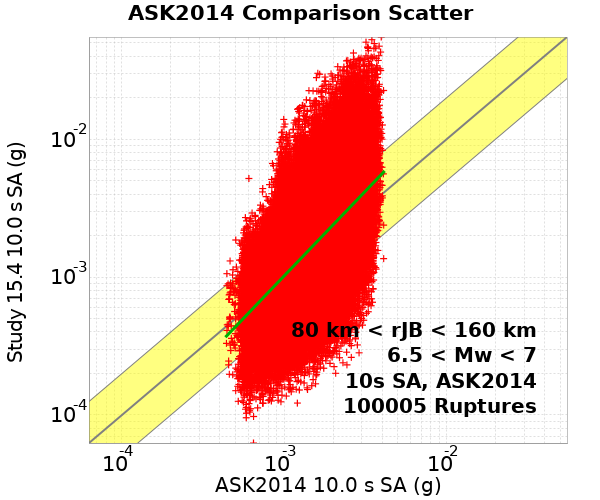 ASK2014 Comparison Scatter
Study 15.4 10.0 s SA (g)
10-2
10-3
10-4
80 km < rJB < 160 km
6.5 < Mw < 7
10s SA, ASK2014
100005 Ruptures
10-4 10-3 10-2
ASK2014 10.0 s SA (g)